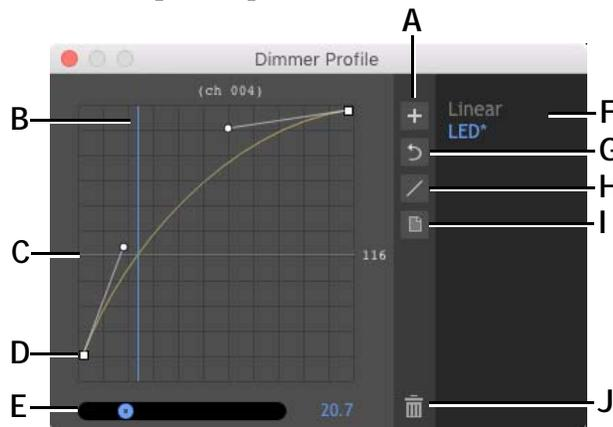 A
Dimmer Profile
(ch 004)
B
Linear
F
LED*
G
H
I
C
116
D
E
20.7
J